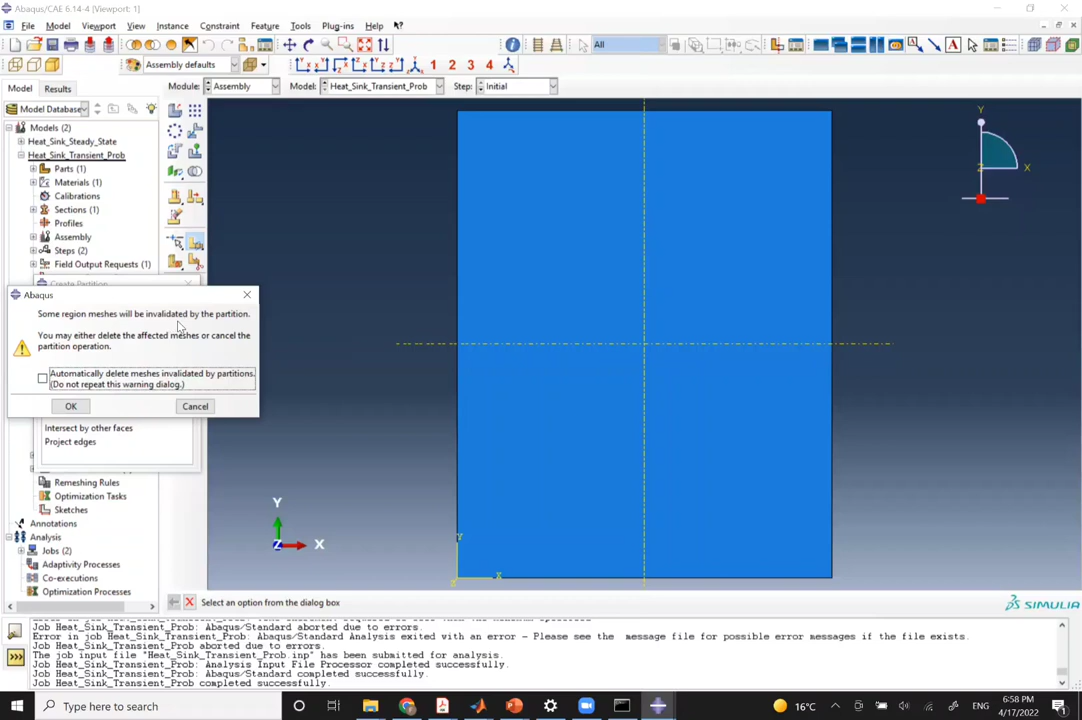 Abaqus/CAE 6.14-4 [Viewport: 1]
File Model Viewport View Instance Constraint Feature Tools Plug-ins Help
All
Assembly defaults
1 2 3 4
Model Results
Module: Assembly Model: Heat_Sink_Transient_Prob Step: Initial
Model Database
Models (2)
Heat_Sink_Steady_State
Heat_Sink_Transient_Prob
Parts (1)
Materials (1)
Calibrations
Sections (1)
Profiles
Assembly
Steps (2)
Field Output Requests (1)
Create Partition
Abaqus
Some region meshes will be invalidated by the partition.
You may either delete the affected meshes or cancel the
partition operation.
Automatically delete meshes invalidated by partitions.
(Do not repeat this warning dialog.)
OK Cancel
Intersect by other faces
Project edges
Remeshing Rules
Optimization Tasks
Sketches
Annotations
Analysis
Jobs (2)
Adaptivity Processes
Co-executions
Optimization Processes
Y
Z X
Y
X
Z
Y
X
Z
Select an option from the dialog box
SIMULIA
Job Heat_Sink_Transient_Prob: Abaqus/Standard aborted due to errors.
Error in job Heat_Sink_Transient_Prob: Abaqus/Standard Analysis exited with an error - Please see the message file for possible error messages if the file exists.
Job Heat_Sink_Transient_Prob aborted due to errors.
The job input file "Heat_Sink_Transient_Prob.inp" has been submitted for analysis.
Job Heat_Sink_Transient_Prob: Analysis Input File Processor completed successfully.
Job Heat_Sink_Transient_Prob: Abaqus/Standard completed successfully.
Job Heat_Sink_Transient_Prob completed successfully.
Type here to search
16°C
ENG
6:58 PM
4/17/2022